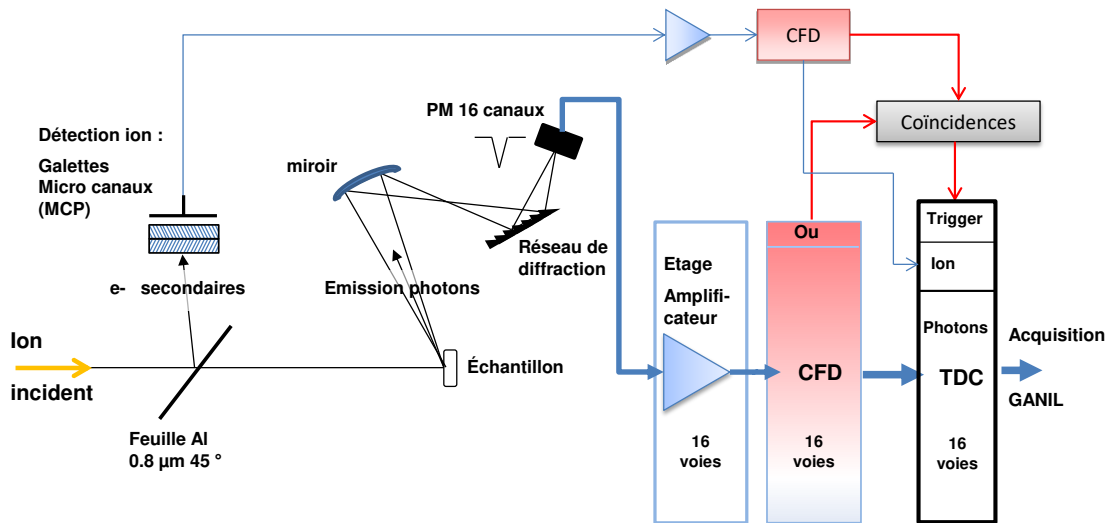 CFD
Coïncidences
PM 16 canaux
Détection ion :
Galettes
Micro canaux
(MCP)
miroir
Réseau de
diffraction
e- secondaires
Emission photons
Ion
incident
Échantillon
Feuille Al
0.8 µm 45 °
Etage
Amplifi-
cateur
16
voies
Ou
CFD
16
voies
Trigger
Ion
Photons
TDC
16
voies
Acquisition
GANIL